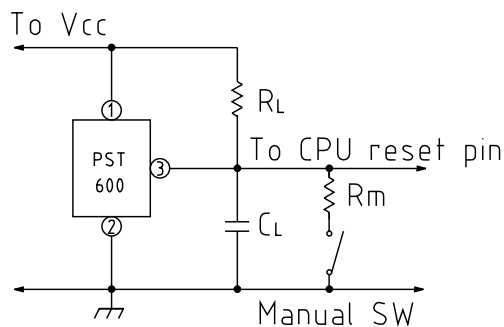 To Vcc
1
RL
PST
600
3
To CPU reset pin
Rm
2
CL
Manual SW